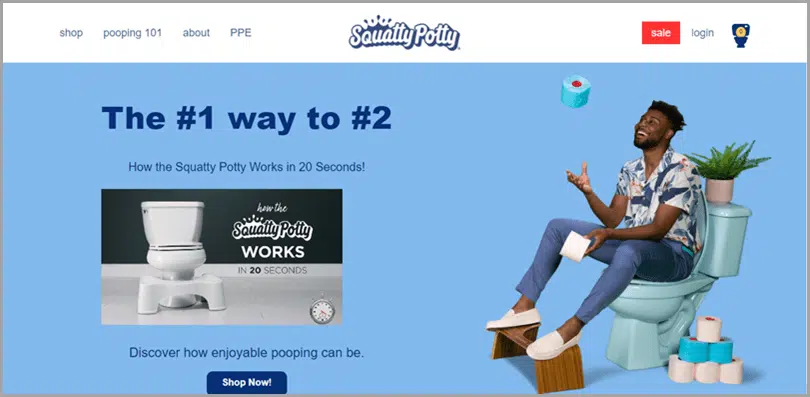 shop
pooping 101
about
PPE
Squatty Potty
sale
login
The #1 way to #2
How the Squatty Potty Works in 20 Seconds!
how the
Squatty Potty
WORKS
IN 20 SECONDS
Discover how enjoyable pooping can be.
Shop Now!